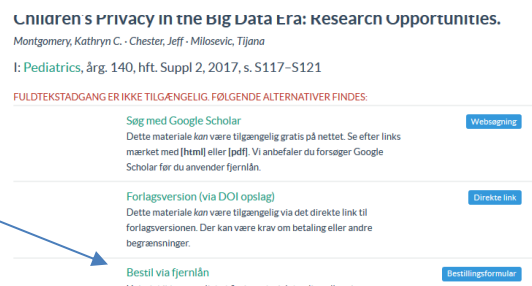 Children's Privacy in the Big Data Era: Research Opportunities.
Montgomery, Kathryn C. · Chester, Jeff · Milosevic, Tijana
I: Pediatrics, årg. 140, hft. Suppl 2, 2017, s. S117–S121
FULDTEKSTADGANG ER IKKE TILGÆNGELIG. FØLGENDE ALTERNATIVER FINDES:
Søg med Google Scholar
Websøgning
Dette materiale kan være tilgængelig gratis på nettet. Se efter links
mærket med [html] eller [pdf]. Vi anbefaler du forsøger Google
Scholar før du anvender fjernlån.
Forlagsversion (via DOI opslag)
Direkte link
Dette materiale kan være tilgængelig via det direkte link til
forlagsversionen. Der kan være krav om betaling eller andre
begrænsninger.
Bestil via fjernlån
Bestillingsformular